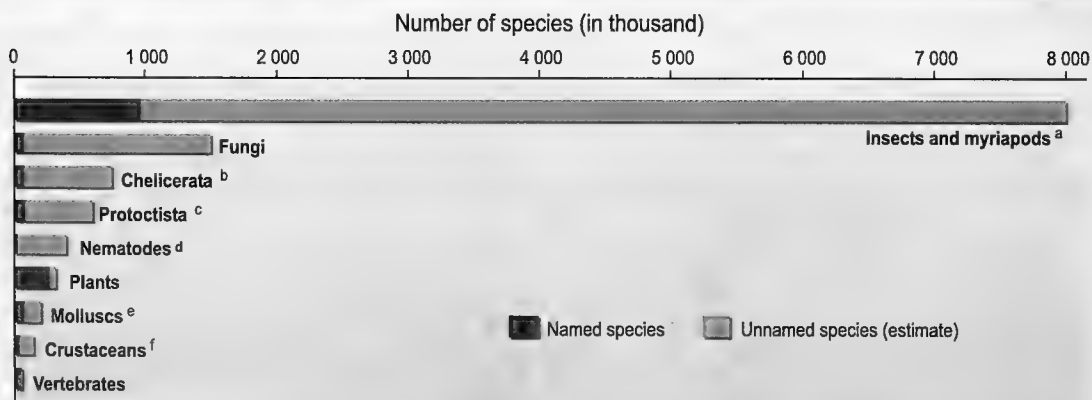 Number of species (in thousand)
0 1 000 2 000 3 000 4 000 5 000 6 000 7 000 8 000
Insects and myriapods a
Fungi
Chelicerata b
Protoctista c
Nematodes d
Plants
Molluscs e
Named species Unnamed species (estimate)
Crustaceans f
Vertebrates